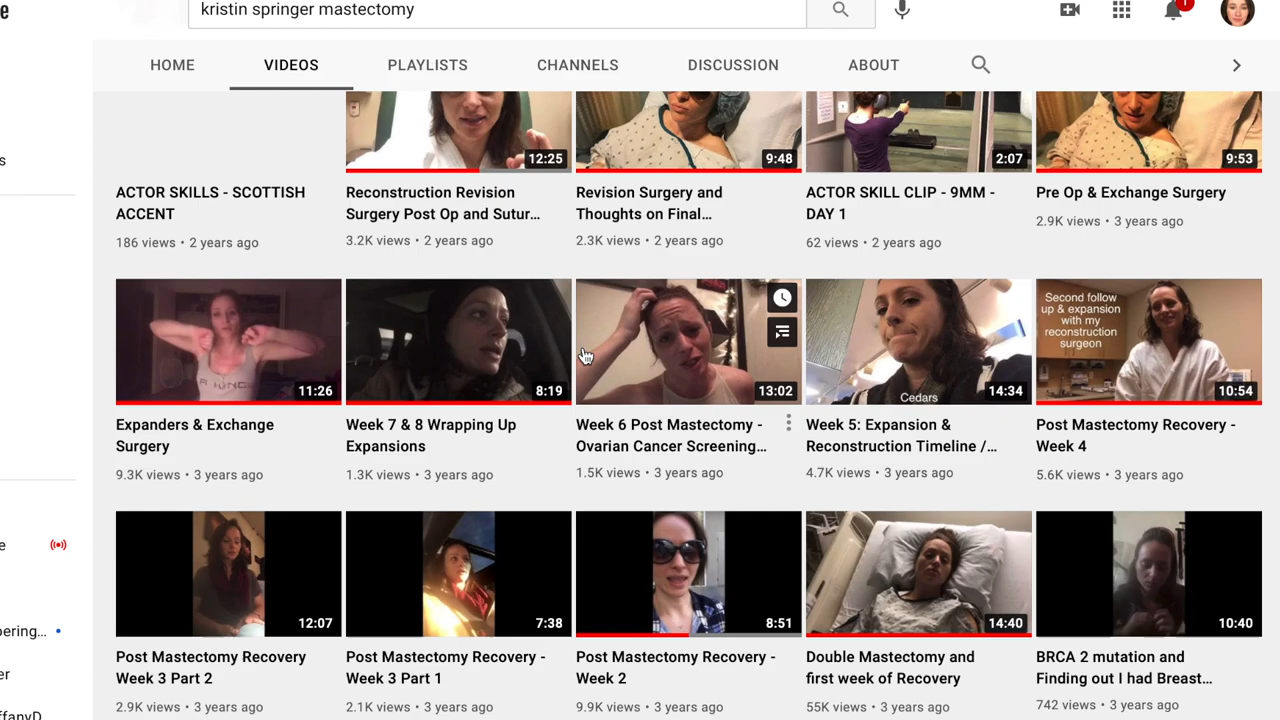 e
kristin springer mastectomy
1
HOME
VIDEOS
PLAYLISTS
CHANNELS
DISCUSSION
ABOUT
12:25
9:48
2:07
9:53
ACTOR SKILLS - SCOTTISH
ACCENT
186 views • 2 years ago
Reconstruction Revision
Surgery Post Op and Sutur...
3.2K views • 2 years ago
Revision Surgery and
Thoughts on Final...
2.3K views • 2 years ago
ACTOR SKILL CLIP - 9MM -
DAY 1
62 views • 2 years ago
Pre Op & Exchange Surgery
2.9K views • 3 years ago
s
11:26
8:19
13:02
Cedars
14:34
Second follow
up & expansion
with my
reconstruction
surgeon
10:54
Expanders & Exchange
Surgery
9.3K views • 3 years ago
Week 7 & 8 Wrapping Up
Expansions
1.3K views • 3 years ago
Week 6 Post Mastectomy -
Ovarian Cancer Screening...
1.5K views • 3 years ago
Week 5: Expansion &
Reconstruction Timeline /...
4.7K views • 3 years ago
Post Mastectomy Recovery -
Week 4
5.6K views • 3 years ago
e
pering... •
er
ffanyD
12:07
7:38
8:51
14:40
10:40
Post Mastectomy Recovery
Week 3 Part 2
2.9K views • 3 years ago
Post Mastectomy Recovery -
Week 3 Part 1
2.1K views • 3 years ago
Post Mastectomy Recovery -
Week 2
9.9K views • 3 years ago
Double Mastectomy and
first week of Recovery
55K views • 3 years ago
BRCA 2 mutation and
Finding out I had Breast...
742 views • 3 years ago